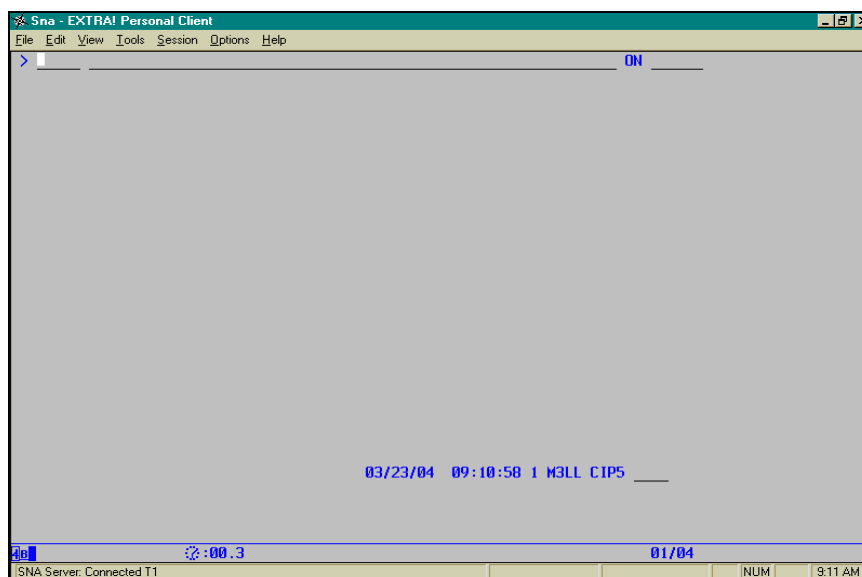 Sna - EXTRA! Personal Client
File Edit View Tools Session Options Help
> ON
03/23/04 09:10:58 1 M3LL CIP5
4B :00.3 01/04
SNA Server: Connected T1 NUM 9:11 AM